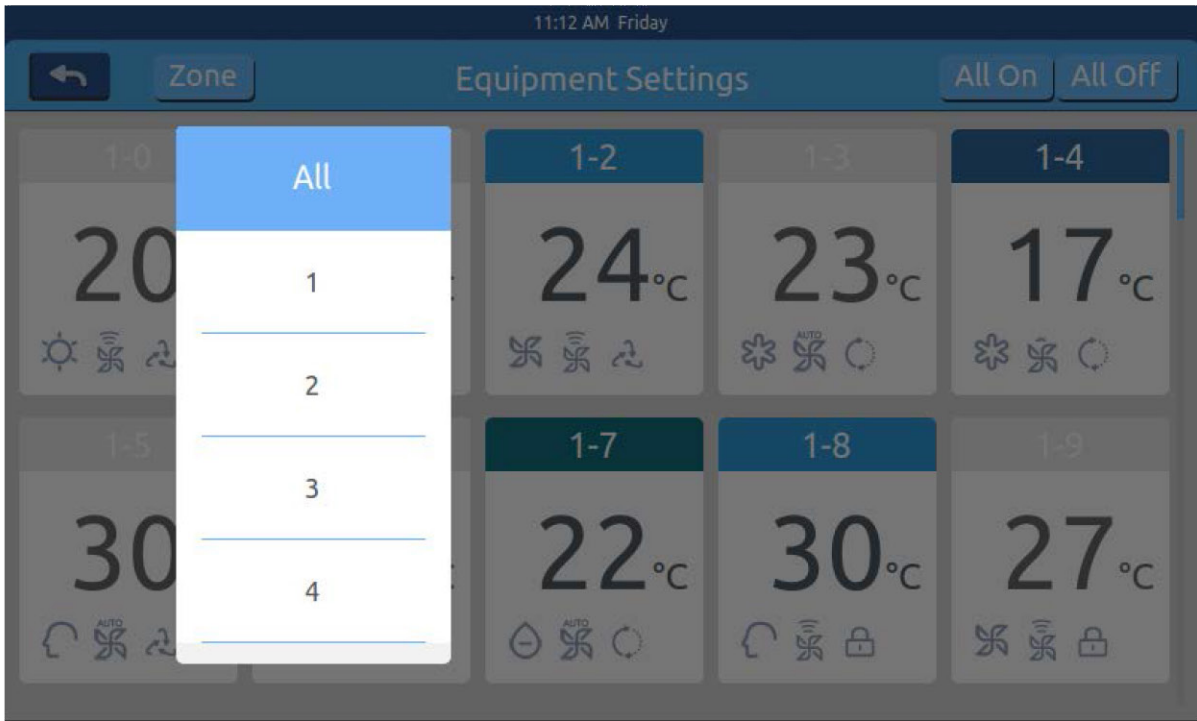 11:12 AM Friday
Zone
Equipment Settings
All On
All Off
1-0
1-2
1-3
1-4
All
1
2
3
4
20
24°C
23°C
17°C
AUTO
1-5
1-7
1-8
1-9
30
22°C
30°C
27°C
AUTO
AUTO